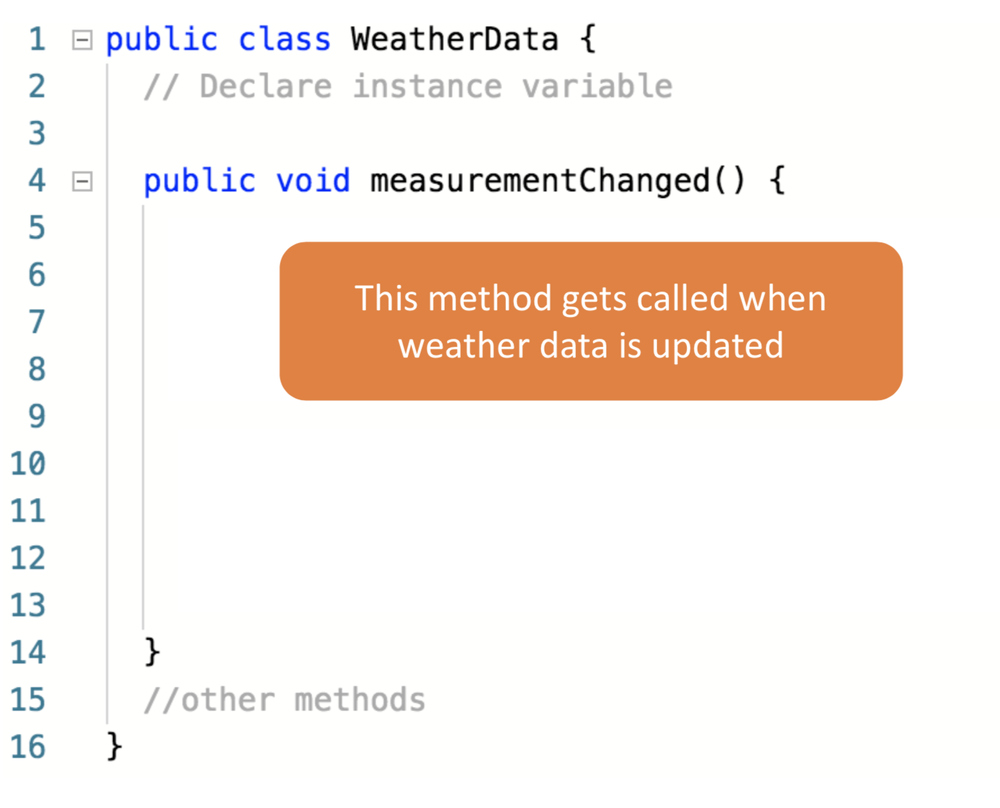 1 public class WeatherData {
2 // Declare instance variable
3
4 public void measurementChanged() {
5
6 This method gets called when
7 weather data is updated
8
9
10
11
12
13
14 }
15 //other methods
16 }